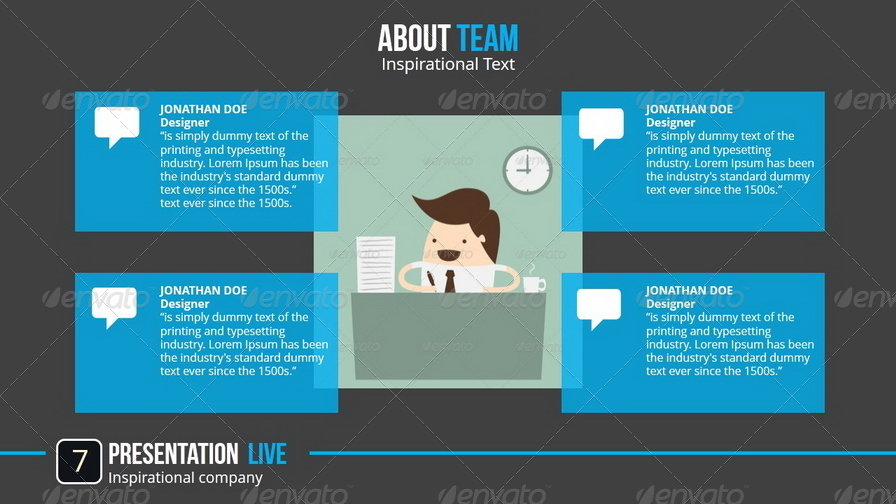 ABOUT TEAM
Inspirational Text
JONATHAN DOE
Designer
“is simply dummy text of the
printing and typesetting
industry. Lorem Ipsum has been
the industry's standard dummy
text ever since the 1500s.”
text ever since the 1500s.
JONATHAN DOE
Designer
“is simply dummy text of the
printing and typesetting
industry. Lorem Ipsum has been
the industry's standard dummy
text ever since the 1500s.”
JONATHAN DOE
Designer
“is simply dummy text of the
printing and typesetting
industry. Lorem Ipsum has been
the industry's standard dummy
text ever since the 1500s.”
JONATHAN DOE
Designer
“is simply dummy text of the
printing and typesetting
industry. Lorem Ipsum has been
the industry's standard dummy
text ever since the 1500s.”
7
PRESENTATION LIVE
Inspirational company
envato